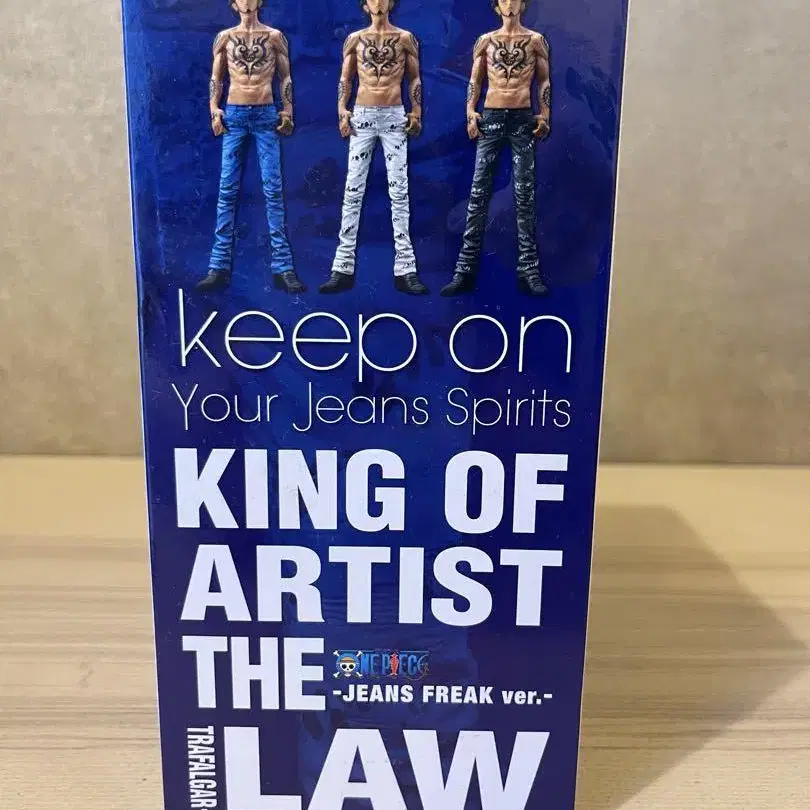 keep on
Your Jeans Spirits
KING OF
ARTIST
THE
ONE PIECE
-JEANS FREAK ver.-
TRAFALGAR·
LAW